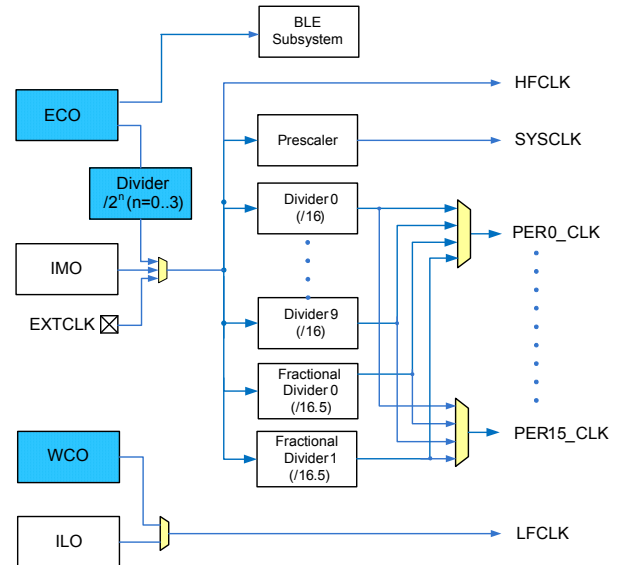 BLE
Subsystem
HFCLK
ECO
Prescaler
SYSCLK
Divider
/2ⁿ (n=0..3)
Divider 0
(/16)
PER0_CLK
IMO
EXTCLK
Divider 9
(/16)
Fractional
Divider 0
(/16.5)
PER15_CLK
Fractional
Divider 1
(/16.5)
WCO
ILO
LFCLK